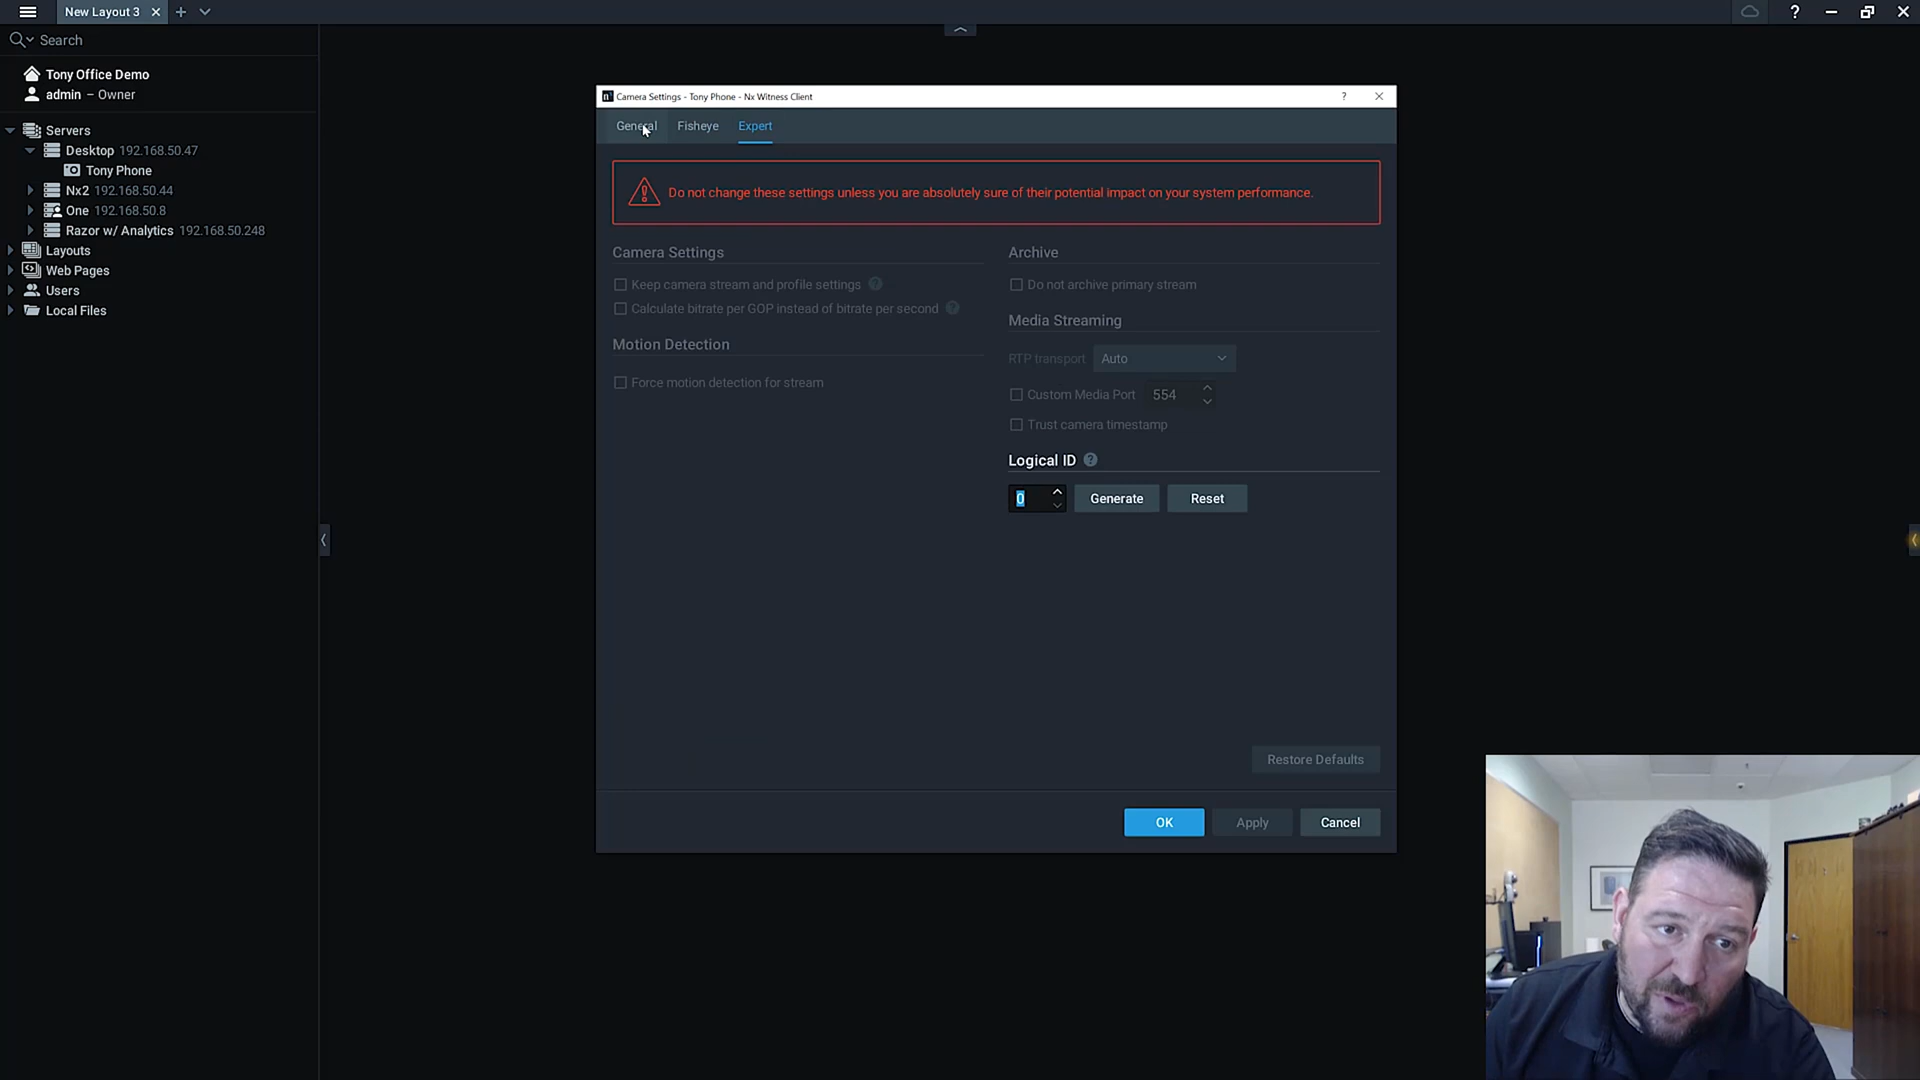 New Layout 3
Search
Tony Office Demo
admin – Owner
Servers
Desktop 192.168.50.47
Tony Phone
Nx2 192.168.50.44
One 192.168.50.8
Razor w/ Analytics 192.168.50.248
Layouts
Web Pages
Users
Local Files
Camera Settings - Tony Phone - Nx Witness Client
General Fisheye Expert
Do not change these settings unless you are absolutely sure of their potential impact on your system performance.
Camera Settings
Keep camera stream and profile settings
Calculate bitrate per GOP instead of bitrate per second
Motion Detection
Force motion detection for stream
Archive
Do not archive primary stream
Media Streaming
RTP transport Auto
Custom Media Port 554
Trust camera timestamp
Logical ID
0 Generate Reset
Restore Defaults
OK Apply Cancel